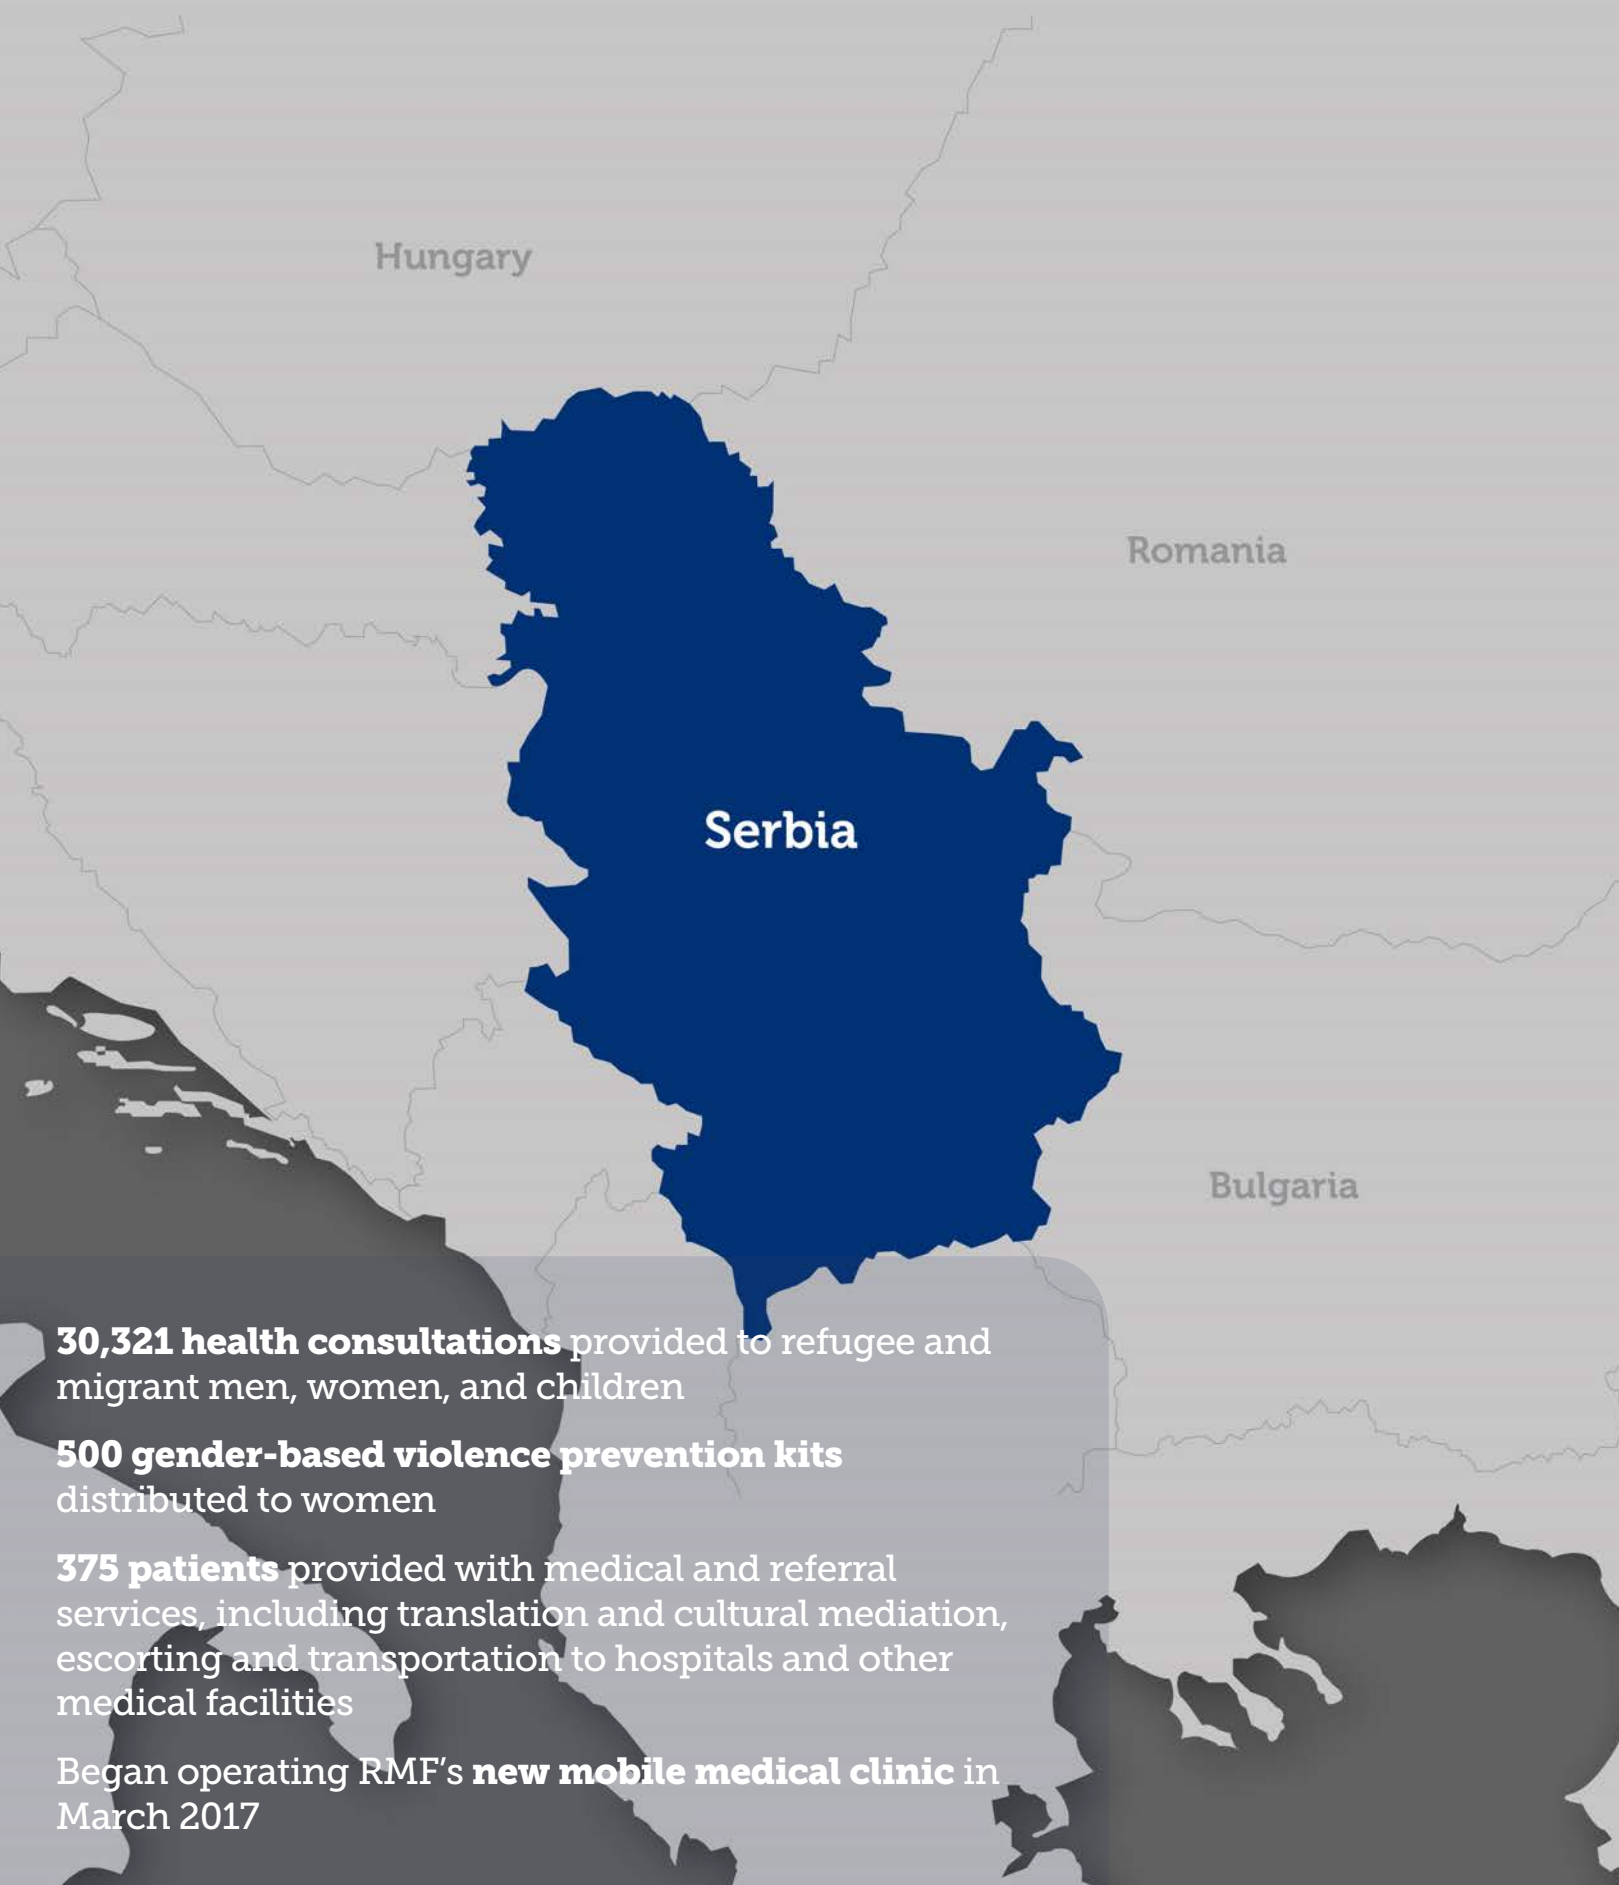 Hungary
Romania
Serbia
Bulgaria
30,321 health consultations provided to refugee and
migrant men, women, and children
500 gender-based violence prevention kits
distributed to women
375 patients provided with medical and referral
services, including translation and cultural mediation,
escorting and transportation to hospitals and other
medical facilities
Began operating RMF's new mobile medical clinic in
March 2017